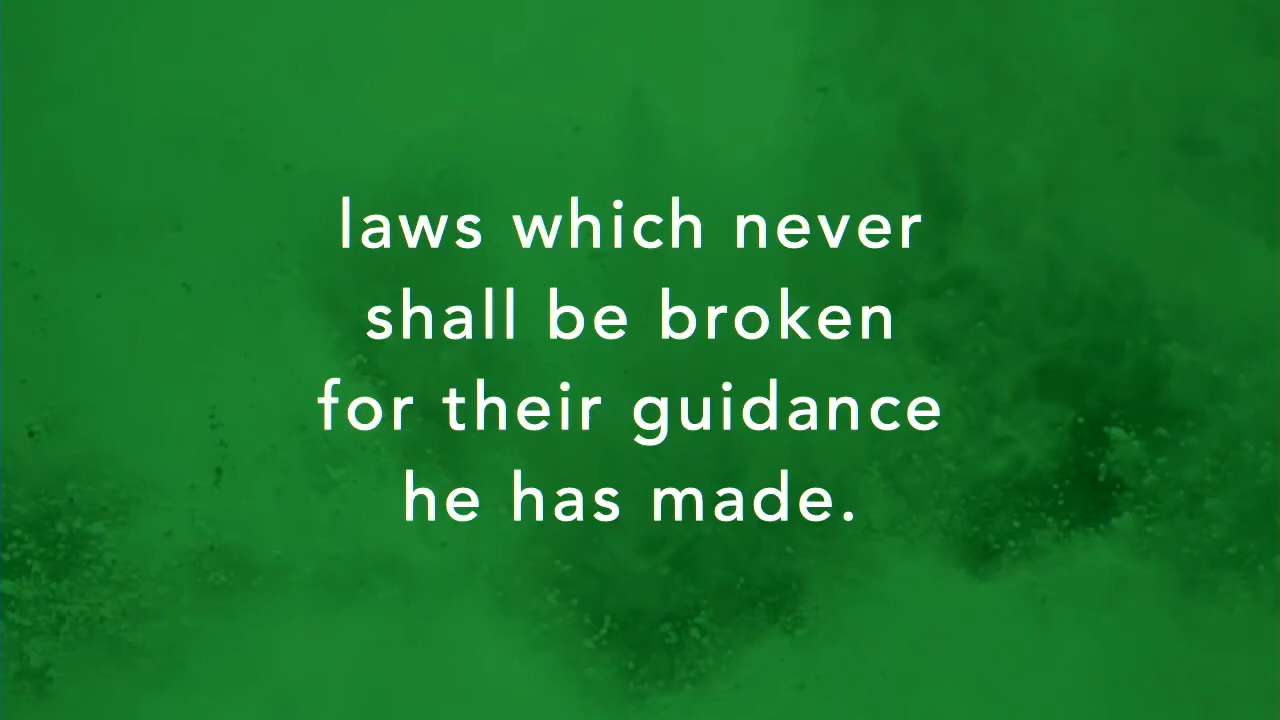 laws which never
shall be broken
for their guidance
he has made.